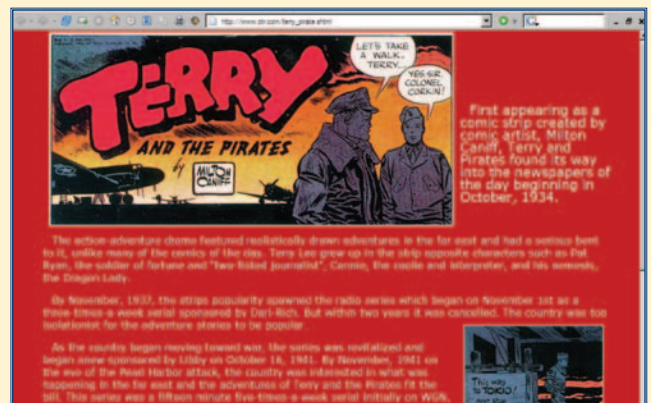 http://www.otr.com/terry_pirate.shtml
TERRY
AND THE PIRATES
by
MILTON
CANIFF
LET'S TAKE
A WALK,
TERRY...
YES SIR,
COLONEL
CORKIN!
First appearing as a
comic strip created by
comic artist, Milton
Caniff, Terry and
Pirates found its way
into the newspapers of
the day beginning in
October, 1934.
The action-adventure drama featured realistically drawn adventures in the far east and had a serious bent
to it, unlike many of the comics of the day. Terry Lee grew up in the strip opposite characters such as Pat
Ryan, the soldier of fortune and "two-fisted journalist", Connie, the coolie and interpreter, and his nemesis,
the Dragon Lady.
By November, 1937, the strips popularity spawned the radio series which began on November 1st as a
three-times-a-week serial sponsored by Dari-Rich. But within two years it was cancelled. The country was too
isolationist for the adventure stories to be popular.
As the country began moving toward war, the series was revitalized and
began anew sponsored by Libby on October 16, 1941. By November, 1941 on
the eve of the Pearl Harbor attack, the country was interested in what was
happening in the far east and the adventures of Terry and the Pirates fit the
bill. This series was a fifteen minute five-times-a-week serial initially on WGN,
This way
to TOKIO!